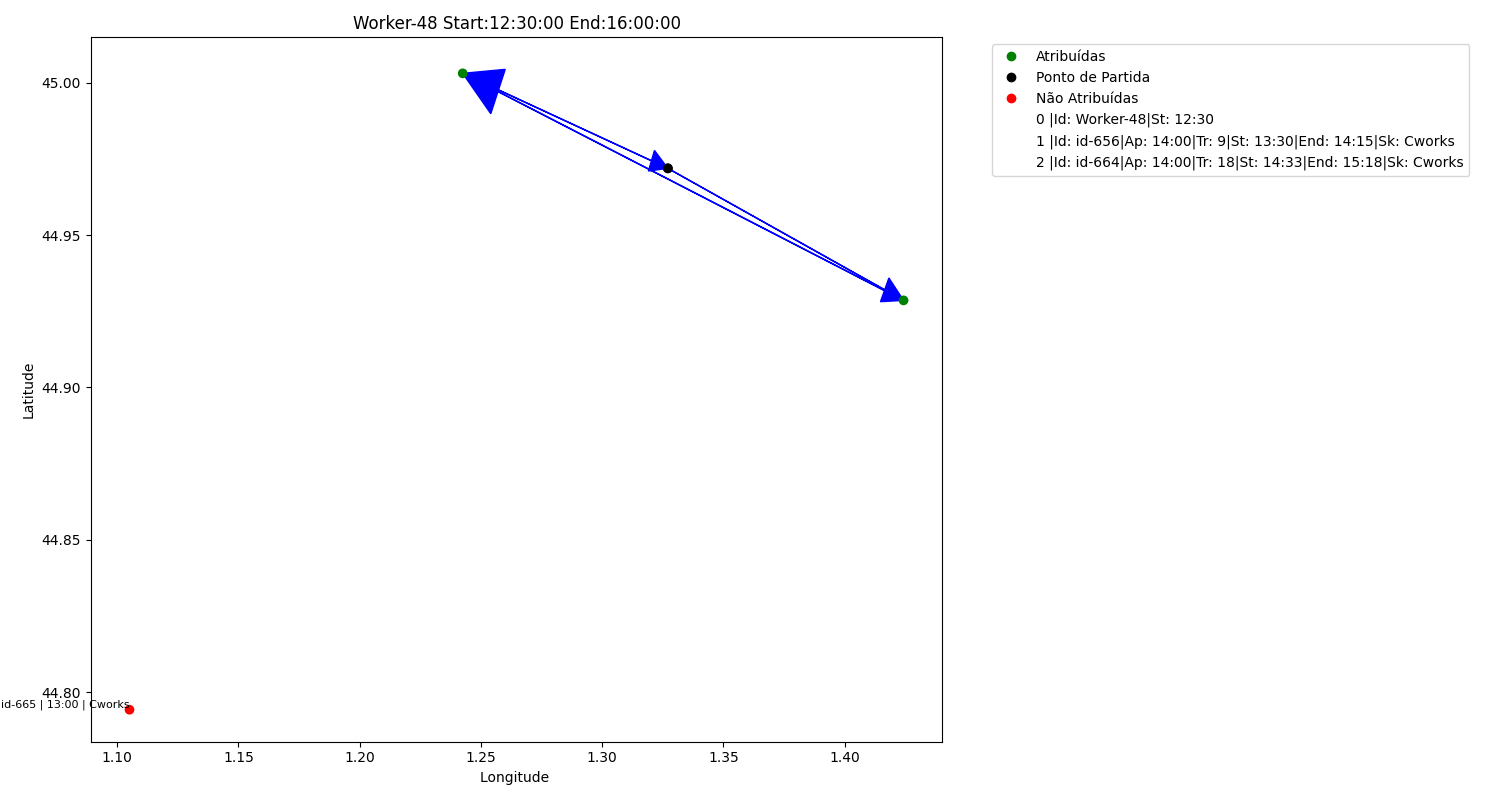 Worker-48 Start:12:30:00 End:16:00:00
Atribuídas
Ponto de Partida
Não Atribuídas
0 |Id: Worker-48|St: 12:30
1 |Id: id-656|Ap: 14:00|Tr: 9|St: 13:30|End: 14:15|Sk: Cworks
2 |Id: id-664|Ap: 14:00|Tr: 18|St: 14:33|End: 15:18|Sk: Cworks
45.00
44.95
44.90
44.85
44.80
Latitude
id-665 | 13:00 | Cworks
1.10 1.15 1.20 1.25 1.30 1.35 1.40
Longitude